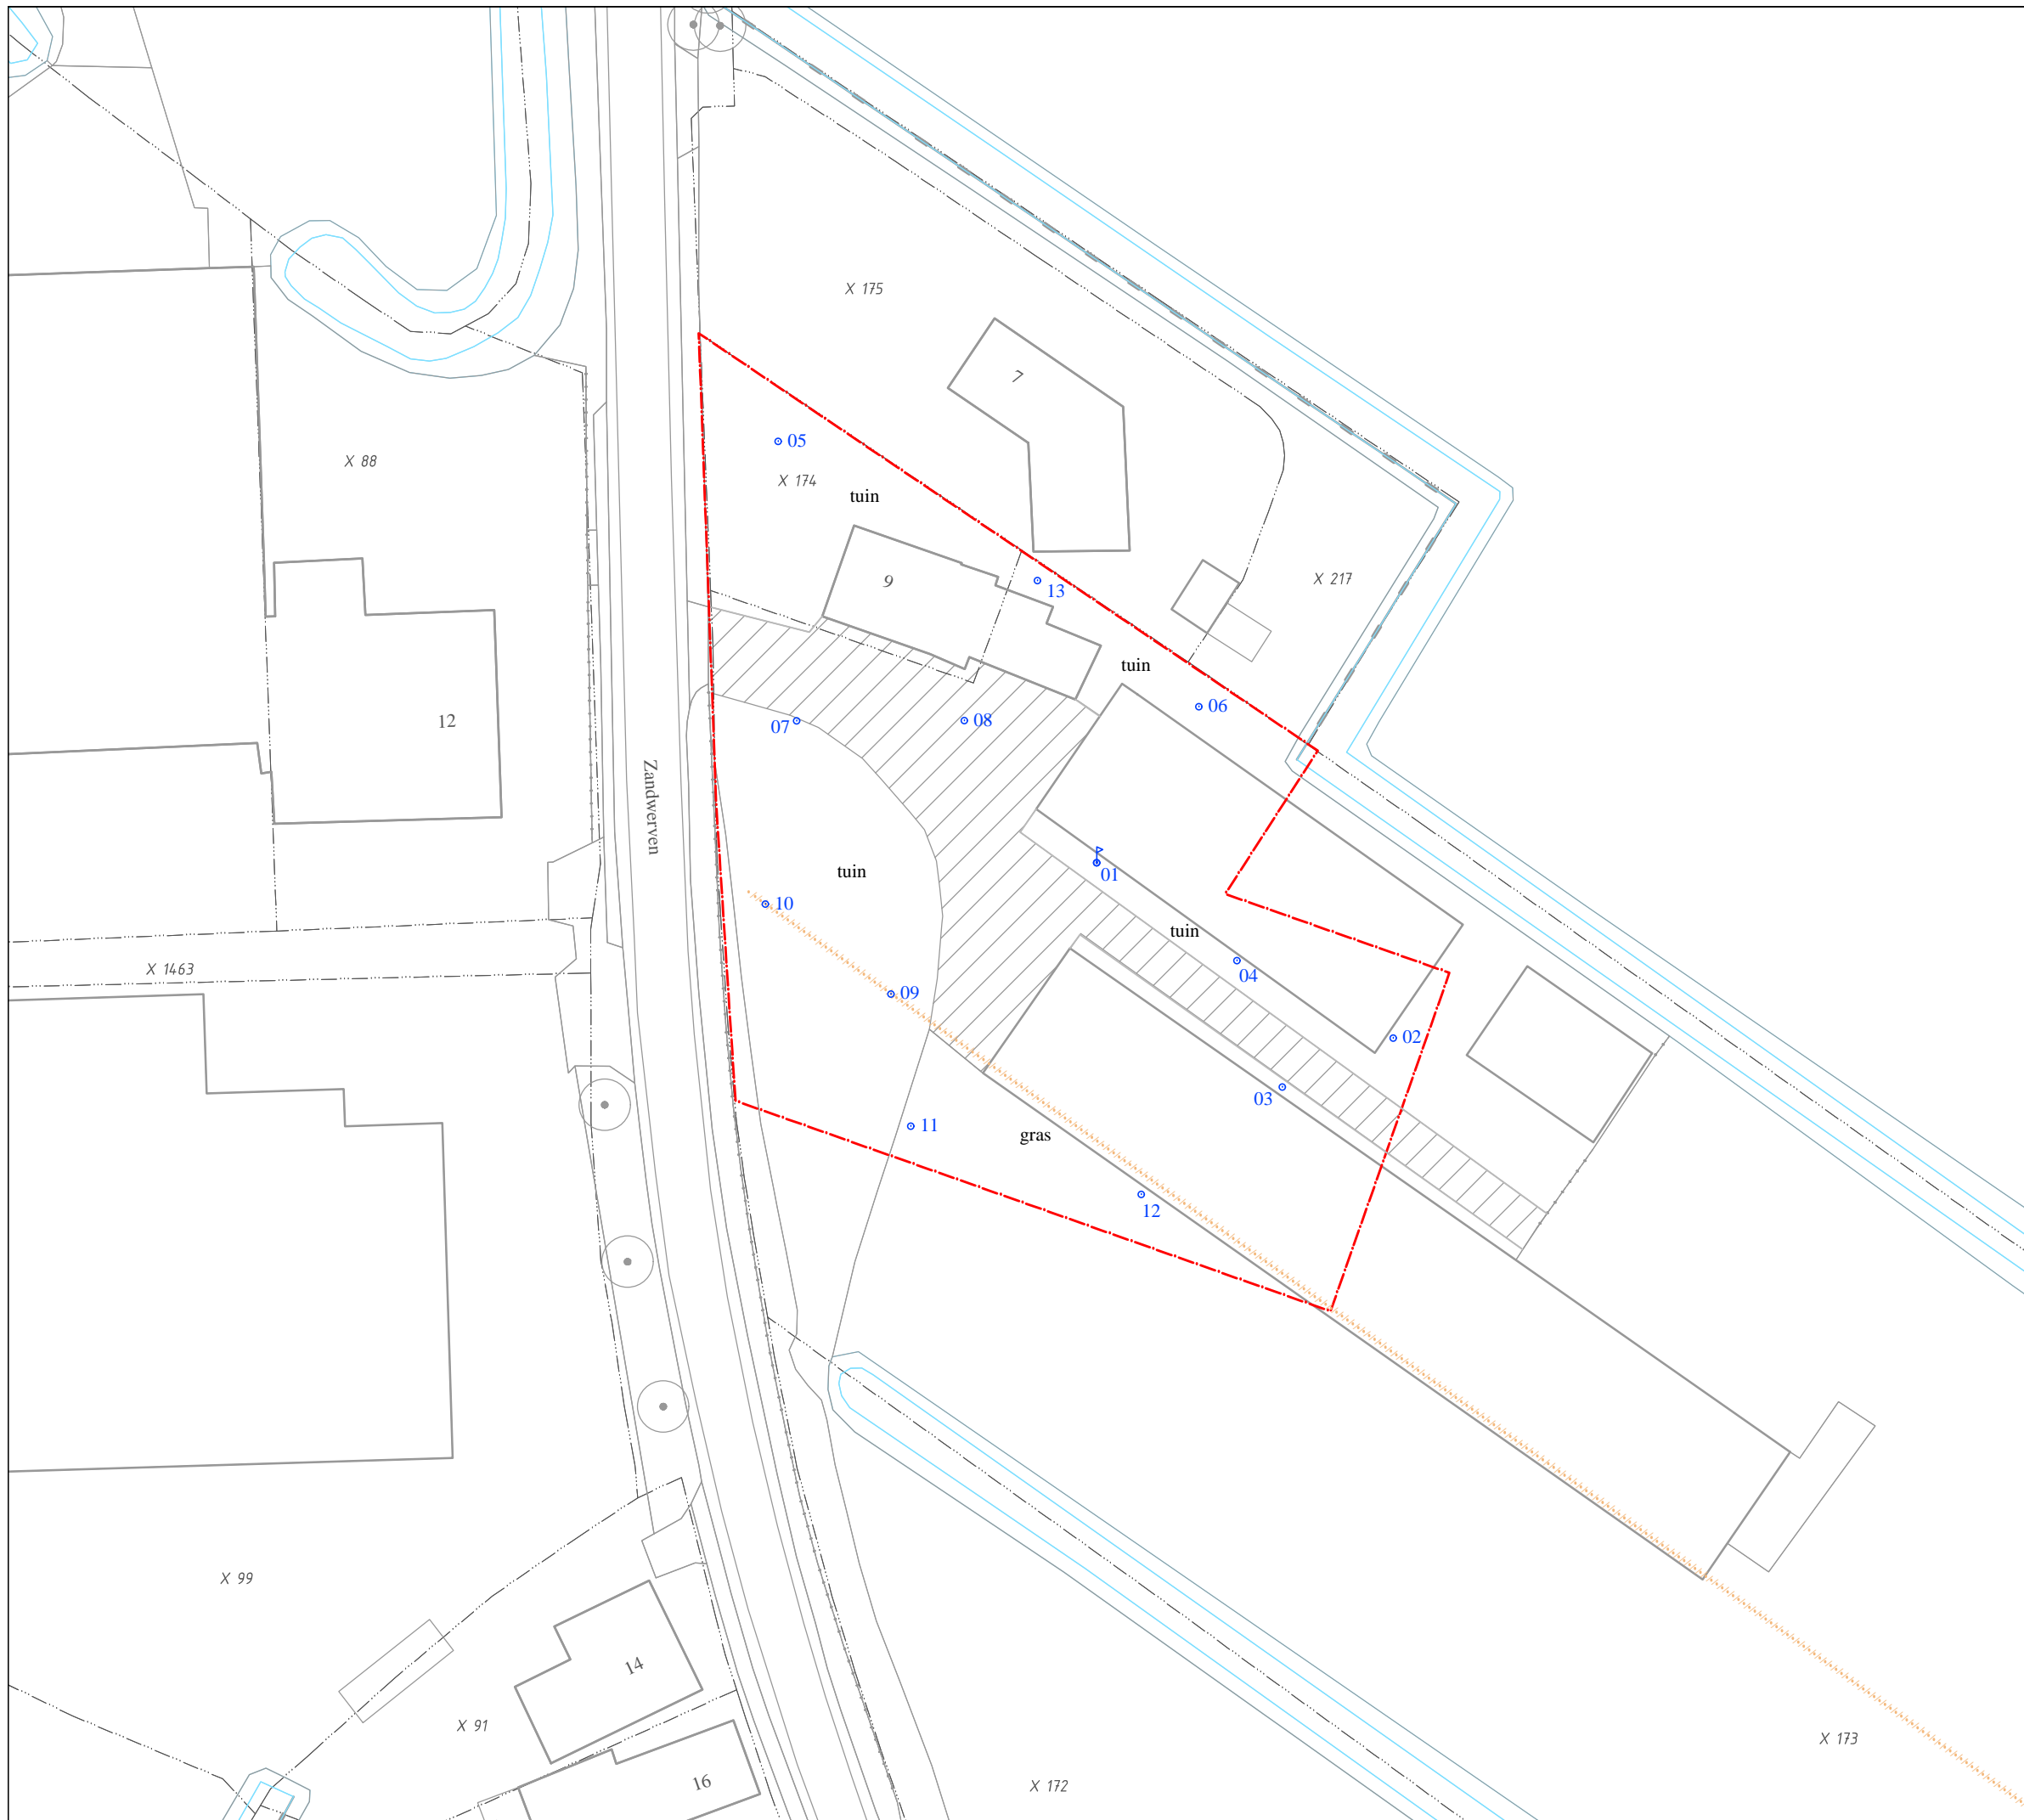 X 175
7
X 88
05
X 174
tuin
9
13
X 217
tuin
06
12
07
08
Zandwerven
tuin
01
10
tuin
X 1463
04
09
02
03
11
gras
12
X 99
14
X 91
16
X 172
X 173